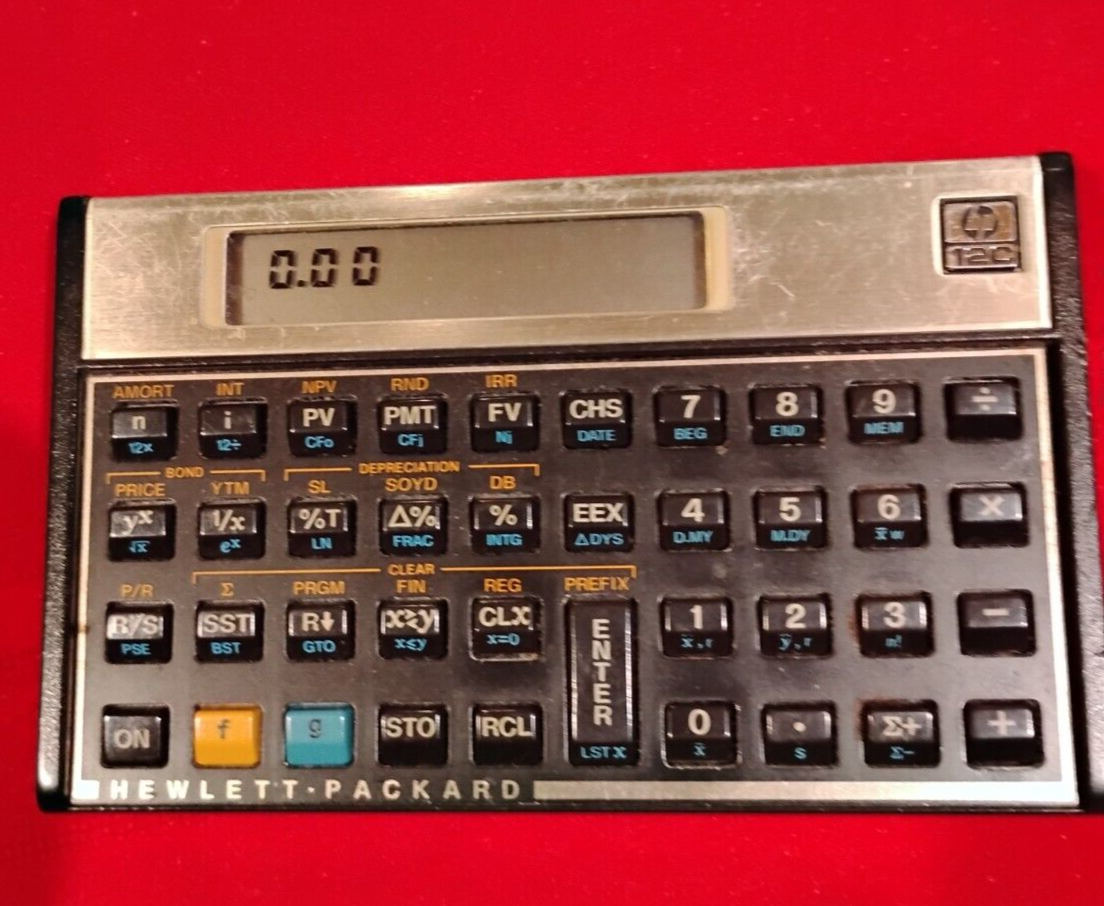 0.00
hp
12C
AMORT INT NPV RND IRR
n i PV PMT FV CHS 7 8 9 ÷
12x 12÷ CFo CFj Nj DATE BEG END MEM
BOND DEPRECIATION
PRICE YTM SL SOYD DB
yˣ 1/x %T Δ% % EEX 4 5 6 ×
√x eˣ LN FRAC INTG ΔDYS D.MY M.DY x̅w
CLEAR
P/R Σ PRGM FIN REG PREFIX
R/S SST R↓ x≷y CLX ENTER 1 2 3 −
PSE BST GTO x≤y x=0 x̂,r ŷ,r n!
ON f g STO RCL 0 · Σ+ +
LSTX x̅ s Σ−
HEWLETT·PACKARD